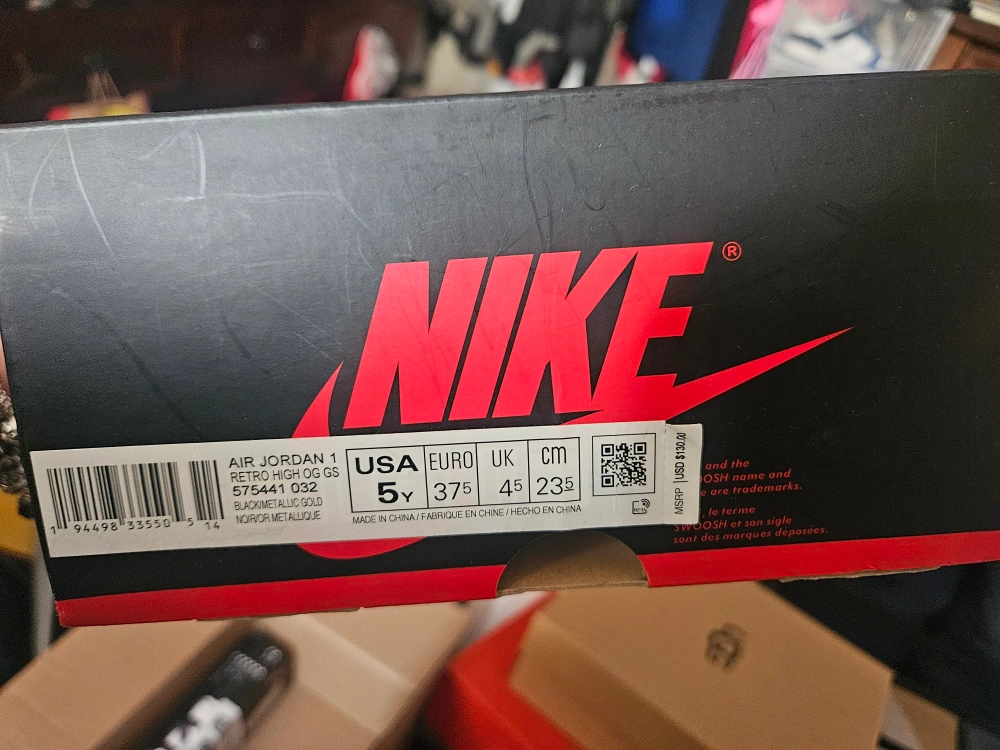 NIKE®
AIR JORDAN 1
RETRO HIGH OG GS
575441 032
BLACK/METALLIC GOLD
NOIR/OR METALLIQUE
1 94498 33550 5 14
USA
5Y
EURO
375
UK
45
cm
235
MADE IN CHINA / FABRIQUE EN CHINE / HECHO EN CHINA
MSRP | USD $130.00
and the
OOSH name and
e are trademarks.
le terme
SWOOSH et son sigle
sont des marques déposées.